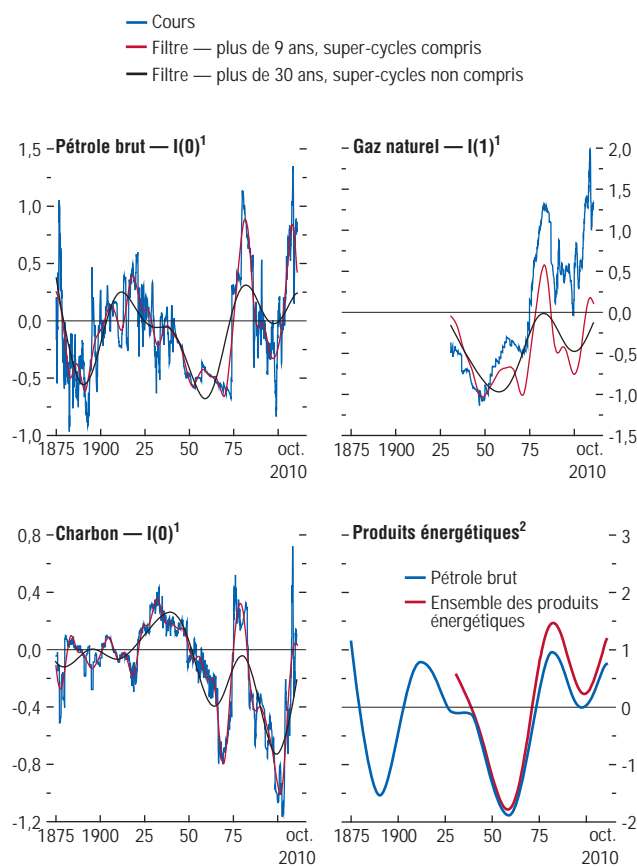 Cours
Filtre — plus de 9 ans, super-cycles compris
Filtre — plus de 30 ans, super-cycles non compris
Pétrole brut — I(0)¹
1,5
1,0
0,5
0,0
-0,5
-1,0
1875 1900 25 50 75 oct.
2010
Gaz naturel — I(1)¹
2,0
1,5
1,0
0,5
0,0
-0,5
-1,0
-1,5
1875 1900 25 50 75 oct.
2010
Charbon — I(0)¹
0,8
0,4
0,0
-0,4
-0,8
-1,2
1875 1900 25 50 75 oct.
2010
Produits énergétiques²
Pétrole brut
Ensemble des produits
énergétiques
3
2
1
0
-1
-2
1875 1900 25 50 75 oct.
2010